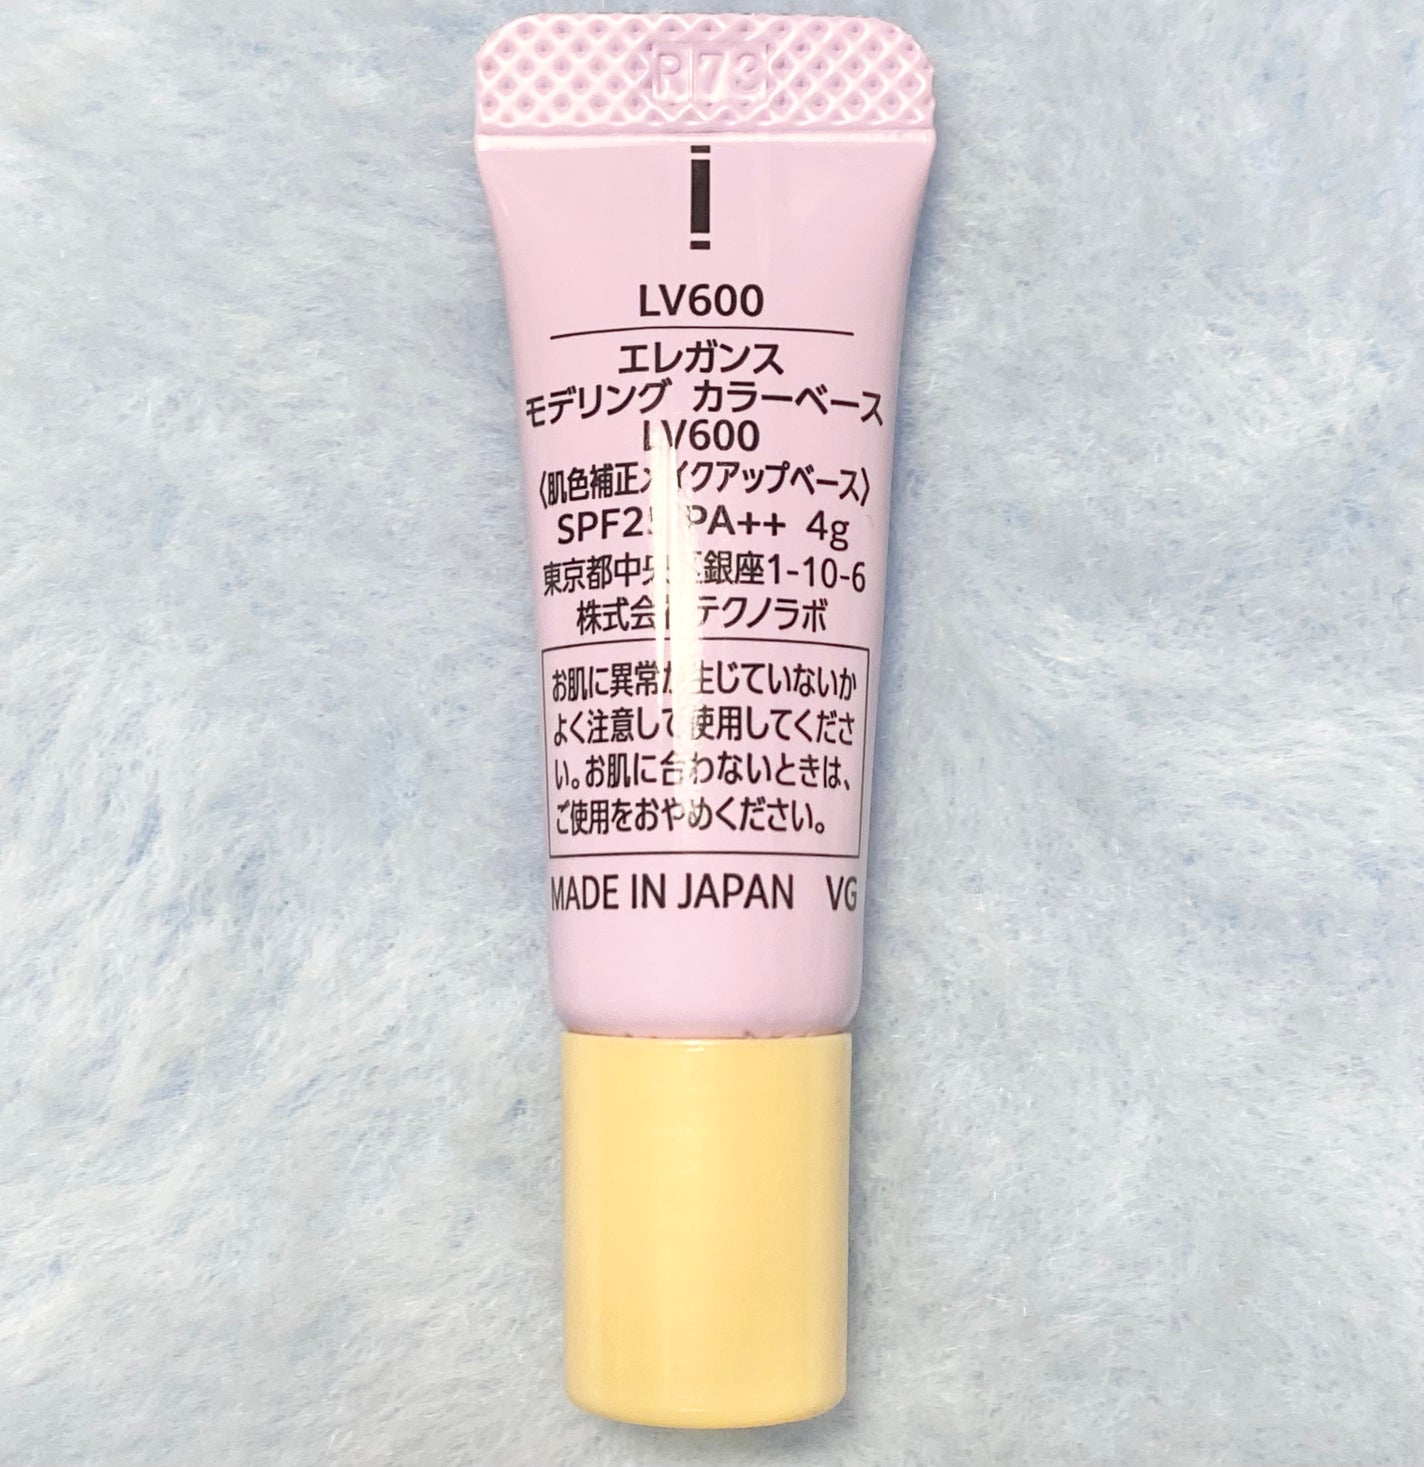 LV600
エレガンス
モデリング カラーベース
LV600
〈肌色補正メイクアップベース〉
SPF25 PA++ 4g
東京都中央区銀座1-10-6
株式会社テクノラボ
お肌に異常が生じていないか
よく注意して使用してくださ
い。お肌に合わないときは、
ご使用をおやめください。
MADE IN JAPAN VG